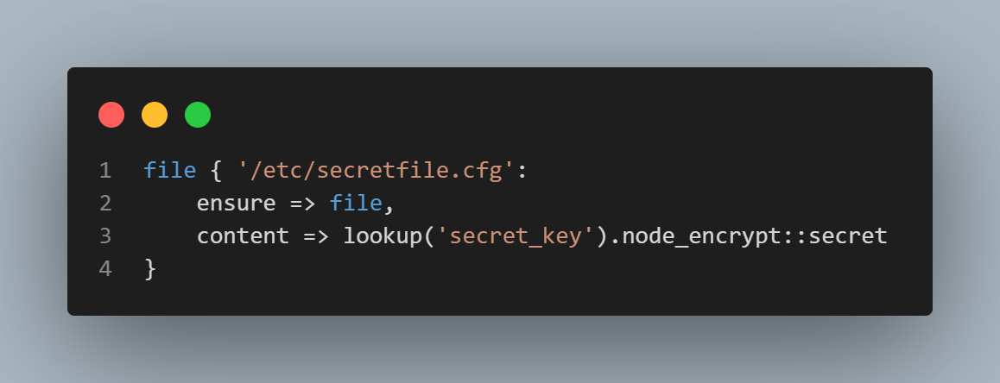 1 file { '/etc/secretfile.cfg':
2     ensure => file,
3     content => lookup('secret_key').node_encrypt::secret
4 }